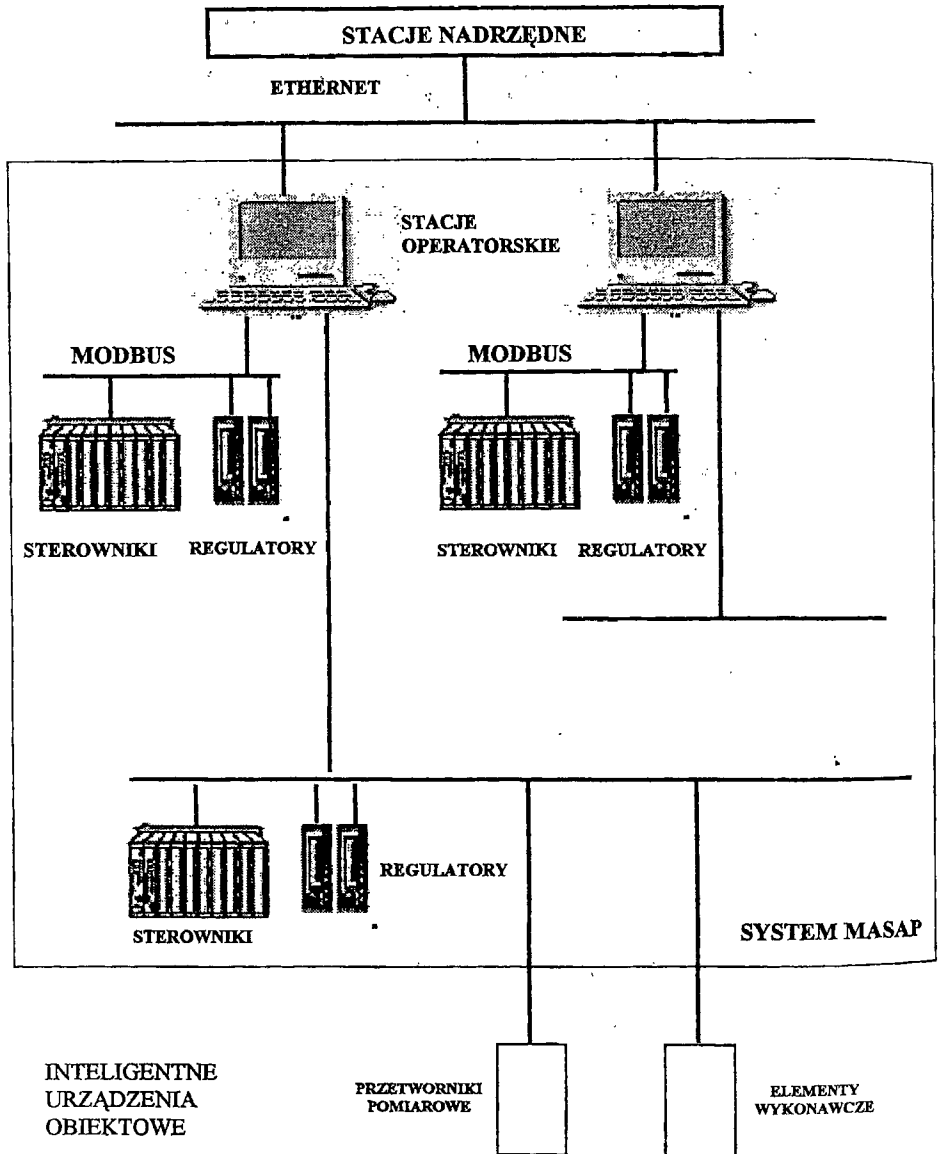 STACJE NADRZĘDNE
ETHERNET
STACJE
OPERATORSKIE
MODBUS
MODBUS
STEROWNIKI
REGULATORY
STEROWNIKI
REGULATORY
REGULATORY
STEROWNIKI
SYSTEM MASAP
INTELIGENTNE
URZĄDZENIA
OBIEKTOWE
PRZETWORNIKI
POMIAROWE
ELEMENTY
WYKONAWCZE